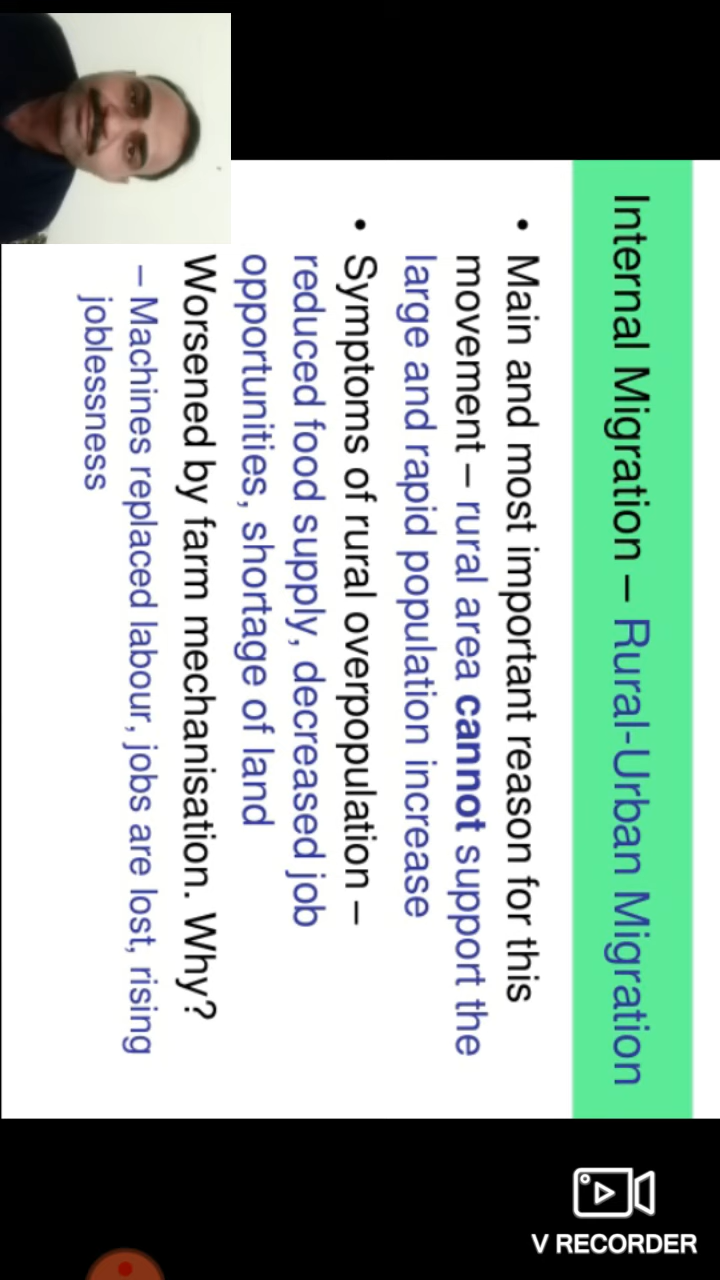 Internal Migration – Rural-Urban Migration
• Main and most important reason for this
movement – rural area cannot support the
large and rapid population increase
• Symptoms of rural overpopulation –
reduced food supply, decreased job
opportunities, shortage of land
Worsened by farm mechanisation. Why?
– Machines replaced labour, jobs are lost, rising
joblessness
V RECORDER